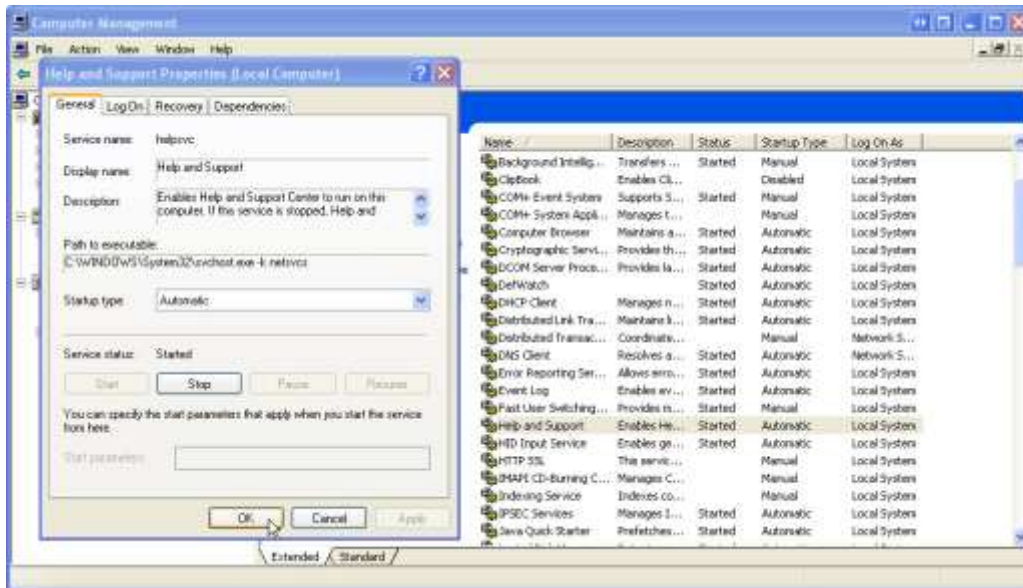 Computer Management
File Action View Window Help
Help and Support Properties (Local Computer)
General Log On Recovery Dependencies
Service name: helpsvc
Display name: Help and Support
Description: Enables Help and Support Center to run on this
computer. If this service is stopped, Help and
Path to executable:
C:\WINDOWS\System32\svchost.exe -k netsvcs
Startup type: Automatic
Service status: Started
Start Stop Pause Resume
You can specify the start parameters that apply when you start the service
from here.
Start parameters:
OK Cancel Apply
Name Description Status Startup Type Log On As
Background Intellig... Transfers ... Started Manual Local System
ClipBook Enables Cli... Disabled Local System
COM+ Event System Supports S... Started Manual Local System
COM+ System Appli... Manages t... Manual Local System
Computer Browser Maintains a... Started Automatic Local System
Cryptographic Servi... Provides th... Started Automatic Local System
DCOM Server Proce... Provides la... Started Automatic Local System
DefWatch Started Automatic Local System
DHCP Client Manages n... Started Automatic Local System
Distributed Link Tra... Maintains li... Started Automatic Local System
Distributed Transac... Coordinate... Manual Network S...
DNS Client Resolves a... Started Automatic Network S...
Error Reporting Ser... Allows erro... Started Automatic Local System
Event Log Enables ev... Started Automatic Local System
Fast User Switching... Provides m... Started Manual Local System
Help and Support Enables He... Started Automatic Local System
HID Input Service Enables ge... Started Automatic Local System
HTTP SSL This servic... Manual Local System
IMAPI CD-Burning C... Manages C... Manual Local System
Indexing Service Indexes co... Manual Local System
IPSEC Services Manages I... Started Automatic Local System
Java Quick Starter Prefetches... Started Automatic Local System
Extended Standard